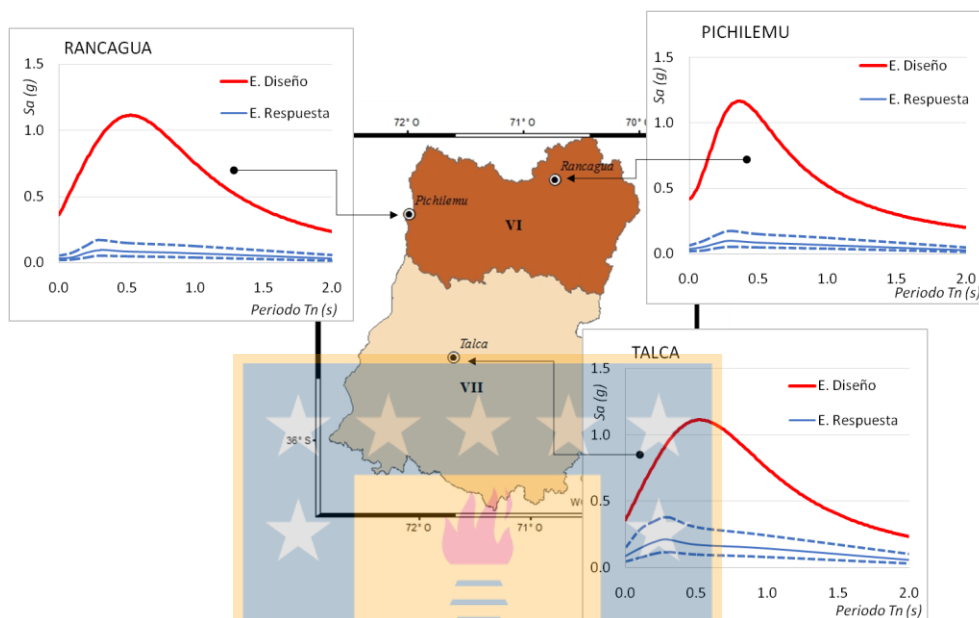 RANCAGUA
1.5
1.0
0.5
0.0
Sa (g)
E. Diseño
E. Respuesta
0.0 0.5 1.0 1.5 2.0
Periodo Tn (s)
PICHILEMU
1.5
1.0
0.5
0.0
Sa (g)
E. Diseño
E. Respuesta
0.0 0.5 1.0 1.5 2.0
Periodo Tn (s)
72° O 71° O 70° O
Rancagua
Pichilemu
VI
Talca
VII
36° S
72° O 71° O
TALCA
1.5
1.0
0.5
0.0
Sa (g)
E. Diseño
E. Respuesta
0.0 0.5 1.0 1.5 2.0
Periodo Tn (s)